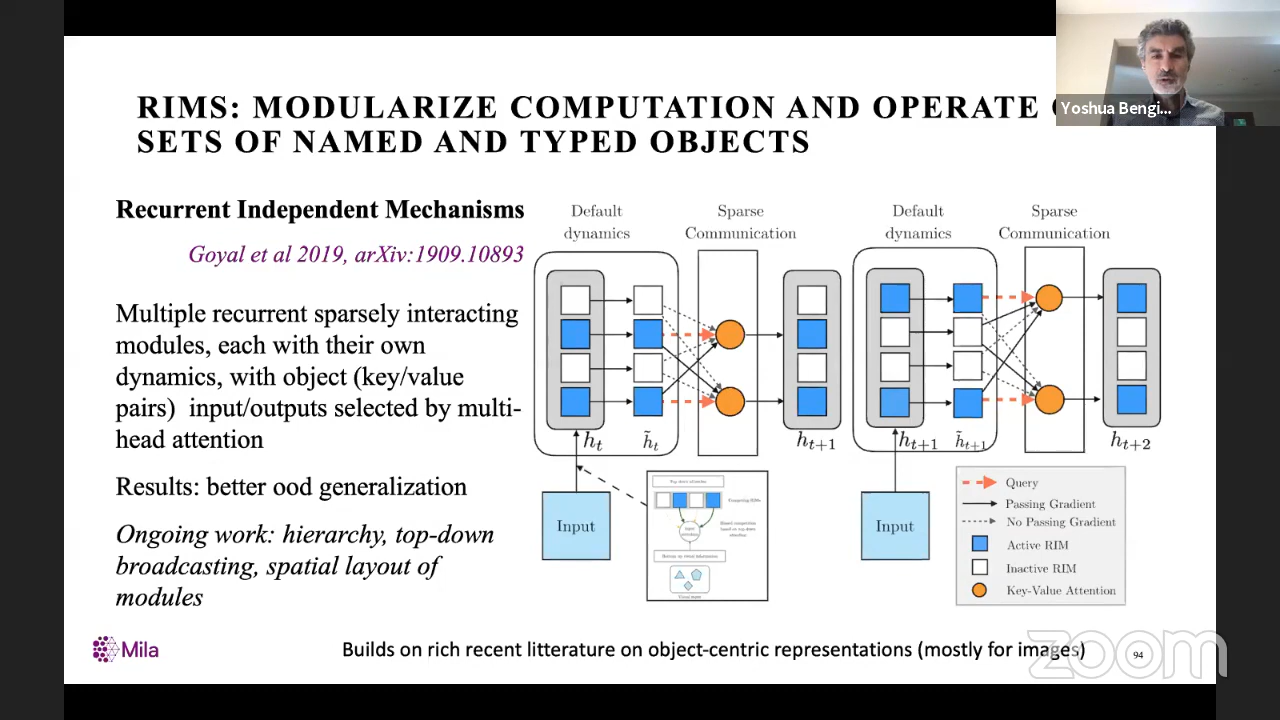 Yoshua Bengi...
RIMS: MODULARIZE COMPUTATION AND OPERATE
SETS OF NAMED AND TYPED OBJECTS
Recurrent Independent Mechanisms
Goyal et al 2019, arXiv:1909.10893
Multiple recurrent sparsely interacting
modules, each with their own
dynamics, with object (key/value
pairs) input/outputs selected by multi-
head attention
Results: better ood generalization
Ongoing work: hierarchy, top-down
broadcasting, spatial layout of
modules
Default
dynamics
Sparse
Communication
Default
dynamics
Sparse
Communication
h_t
h̃_t
h_{t+1}
h_{t+1}
h̃_{t+1}
h_{t+2}
Input
Input
Query
Passing Gradient
No Passing Gradient
Active RIM
Inactive RIM
Key-Value Attention
Mila
Builds on rich recent litterature on object-centric representations (mostly for images)
94
zoom